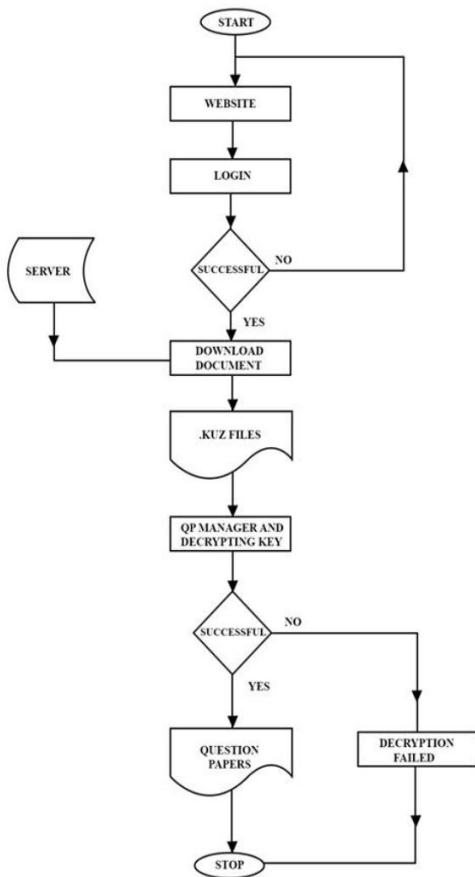 START
WEBSITE
LOGIN
SUCCESSFUL
NO
SERVER
YES
DOWNLOAD
DOCUMENT
.KUZ FILES
QP MANAGER AND
DECRYPTING KEY
SUCCESSFUL
NO
YES
QUESTION
PAPERS
DECRYPTION
FAILED
STOP